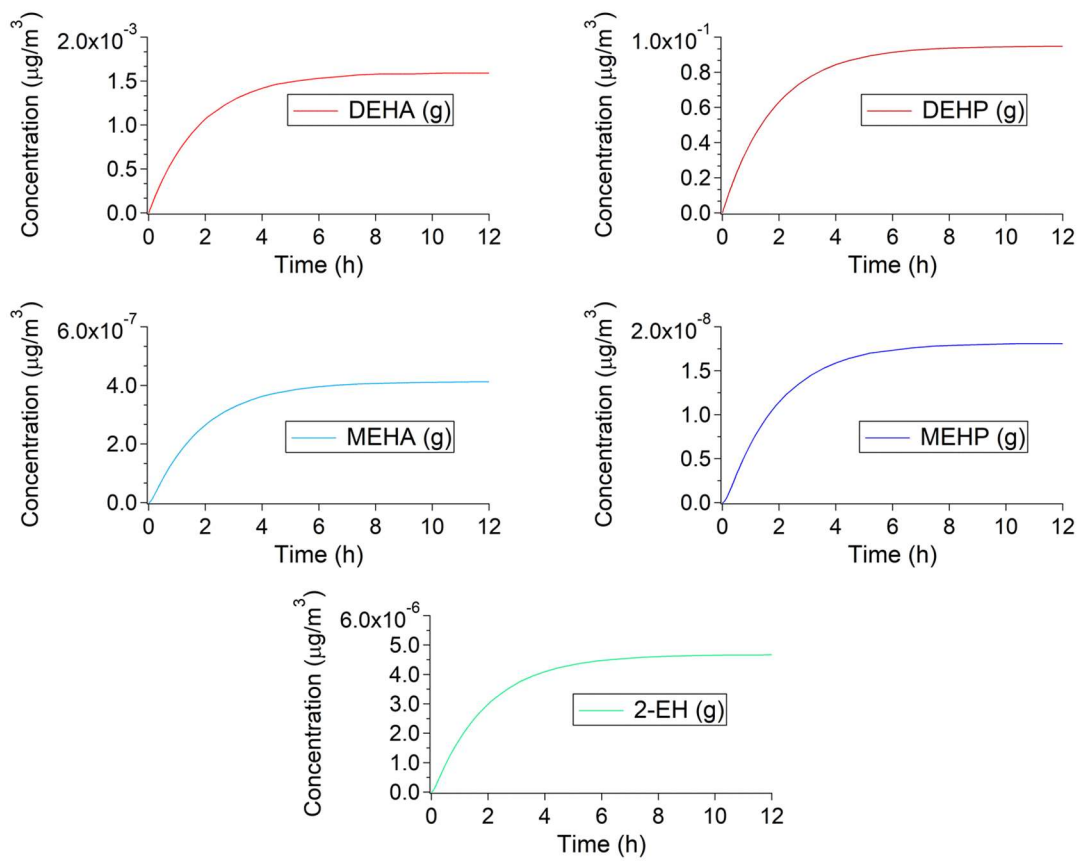 Concentration (μg/m³)
2.0x10⁻³
1.5
1.0
0.5
0.0
DEHA (g)
0 2 4 6 8 10 12
Time (h)
Concentration (μg/m³)
1.0x10⁻¹
0.8
0.6
0.4
0.2
0.0
DEHP (g)
0 2 4 6 8 10 12
Time (h)
Concentration (μg/m³)
6.0x10⁻⁷
4.0
2.0
0.0
MEHA (g)
0 2 4 6 8 10 12
Time (h)
Concentration (μg/m³)
2.0x10⁻⁸
1.5
1.0
0.5
0.0
MEHP (g)
0 2 4 6 8 10 12
Time (h)
Concentration (μg/m³)
6.0x10⁻⁶
5.0
4.0
3.0
2.0
1.0
0.0
2-EH (g)
0 2 4 6 8 10 12
Time (h)